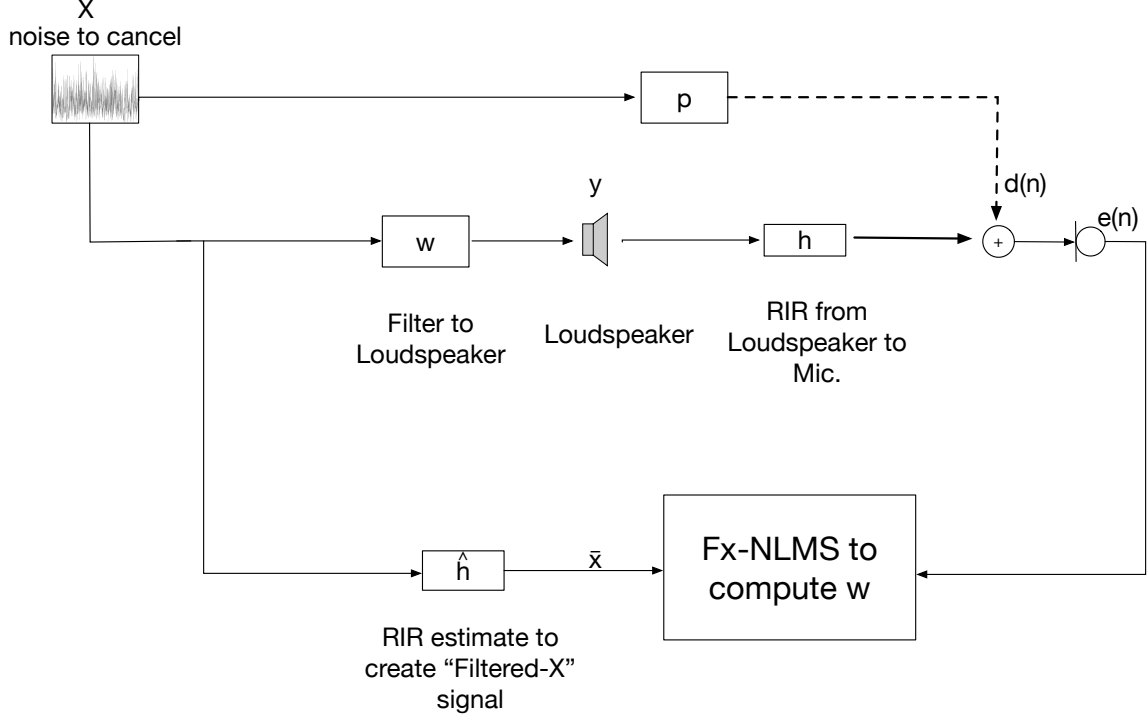 X
noise to cancel
p
d(n)
y
e(n)
w
h
+
Filter to
Loudspeaker
Loudspeaker
RIR from
Loudspeaker to
Mic.
ĥ
x̄
Fx-NLMS to
compute w
RIR estimate to
create “Filtered-X”
signal